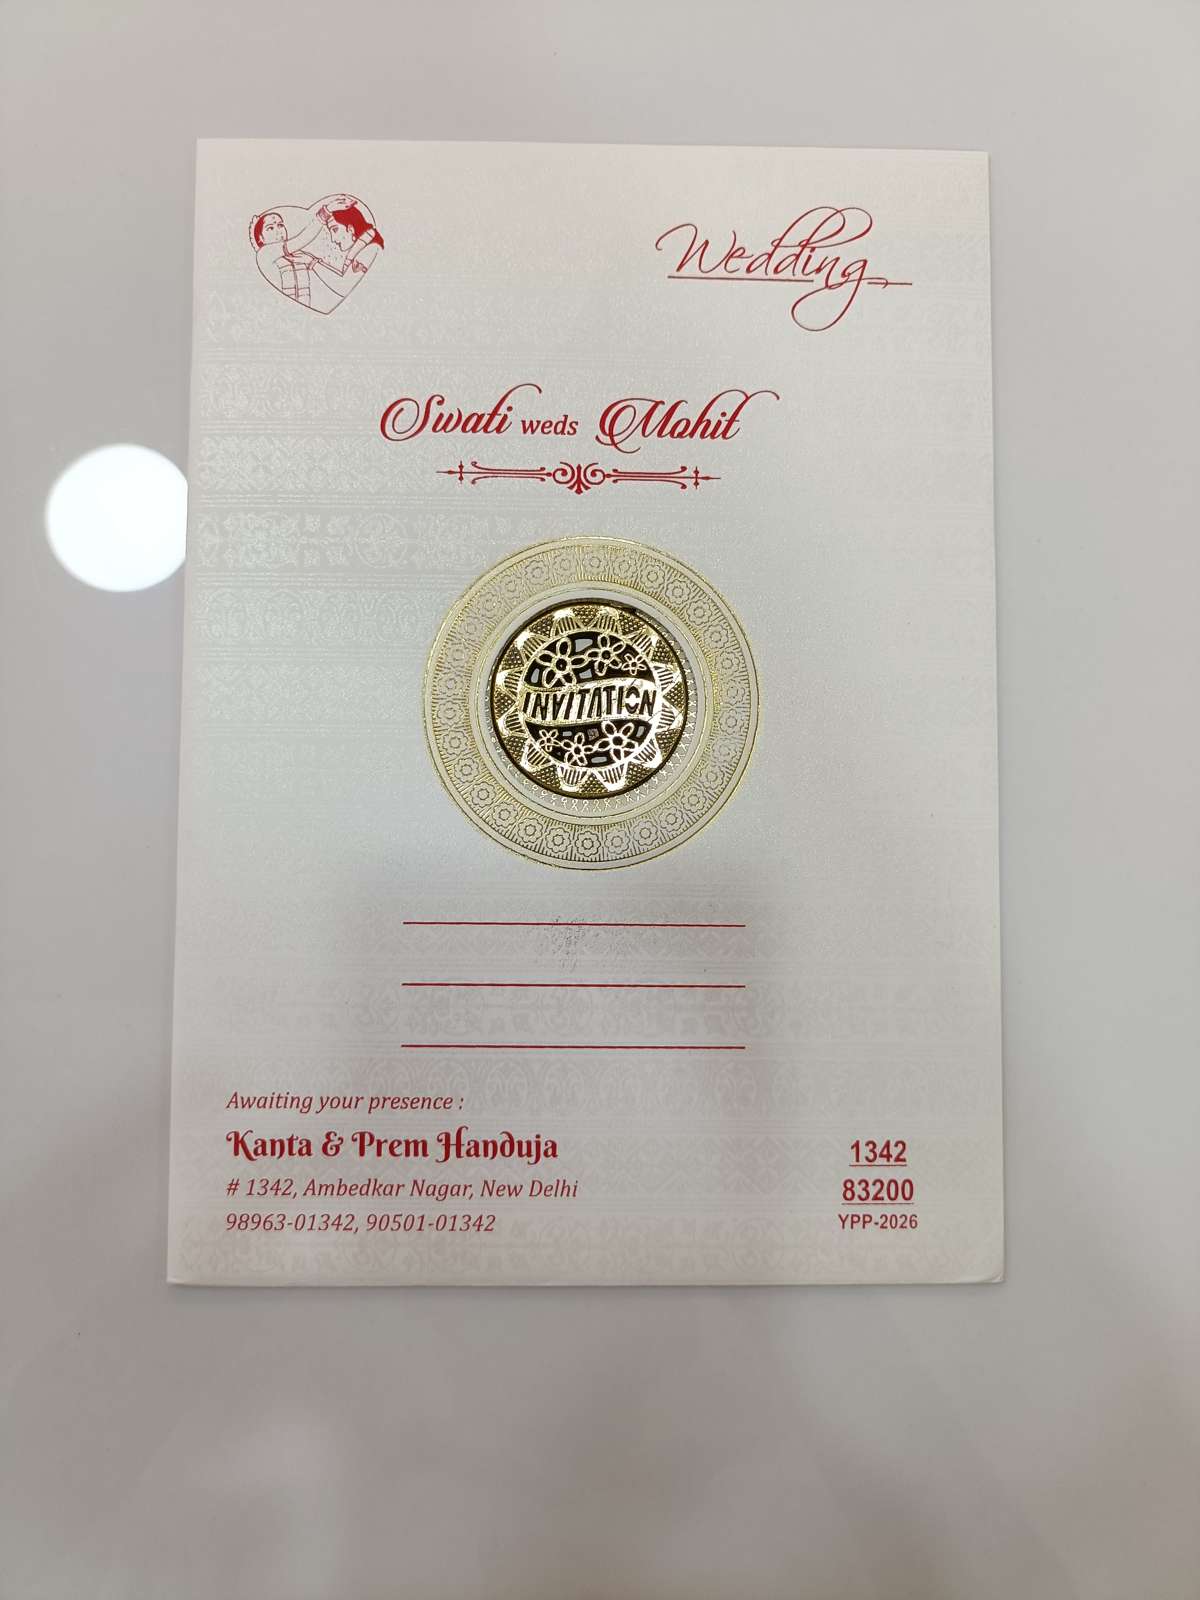 Wedding
Swati weds Mohit
INVITATION
Awaiting your presence :
Kanta & Prem Handuja
# 1342, Ambedkar Nagar, New Delhi
98963-01342, 90501-01342
1342
83200
YPP-2026